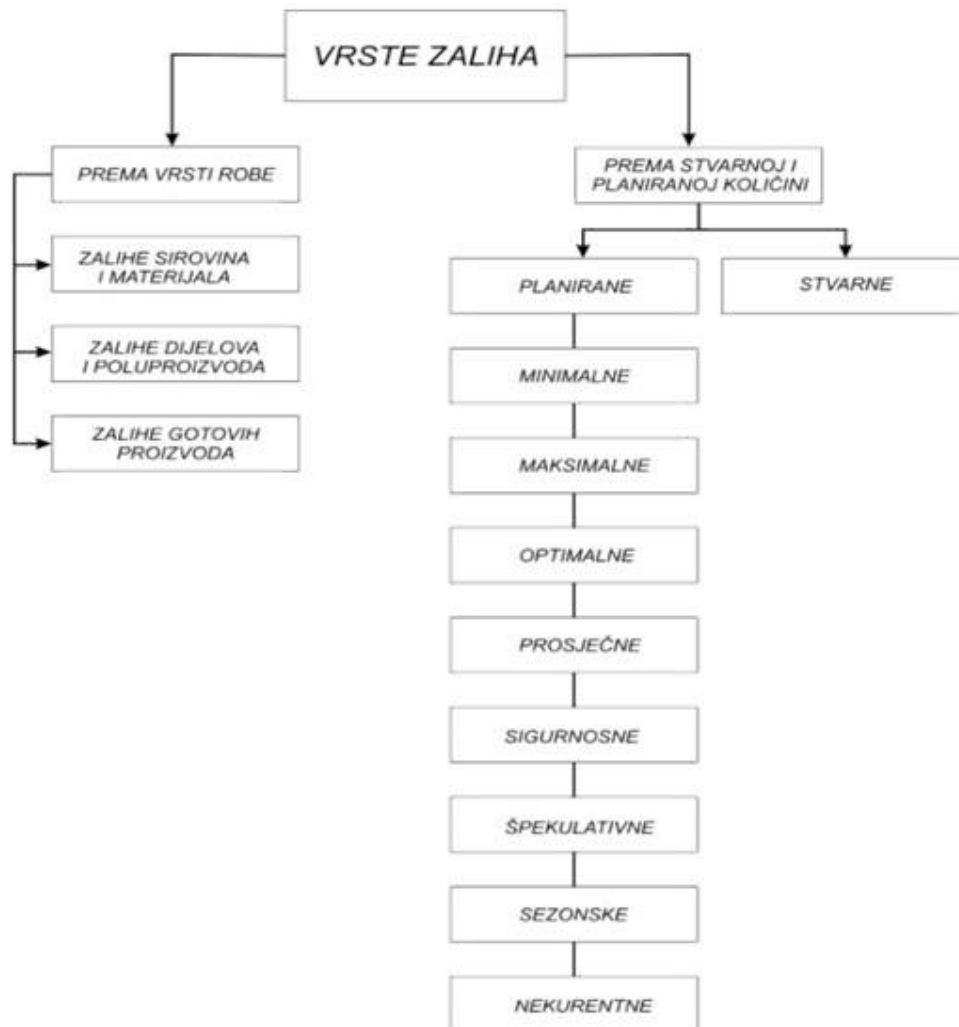 VRSTE ZALIHA
PREMA VRSTI ROBE
ZALIHE SIROVINA
I MATERIJALA
ZALIHE DIJELOVA
I POLUPROIZVODA
ZALIHE GOTOVIH
PROIZVODA
PREMA STVARNOJ I
PLANIRANOJ KOLIČINI
PLANIRANE
STVARNE
MINIMALNE
MAKSIMALNE
OPTIMALNE
PROSJEČNE
SIGURNOSNE
ŠPEKULATIVNE
SEZONSKE
NEKURENTNE